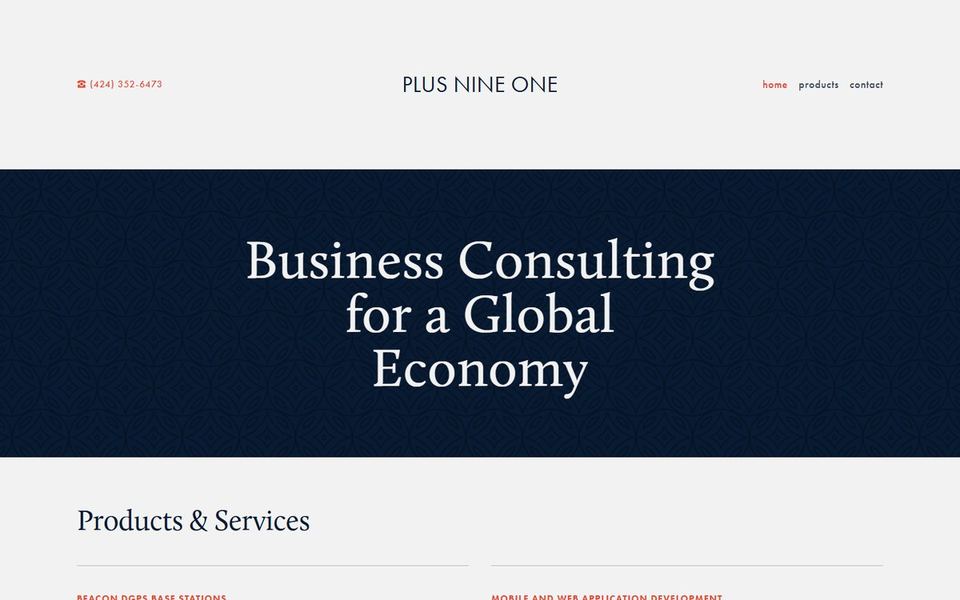 ☎ (424) 352-6473
PLUS NINE ONE
home products contact
Business Consulting
for a Global
Economy
Products & Services
BEACON DGPS BASE STATIONS
MOBILE AND WEB APPLICATION DEVELOPMENT